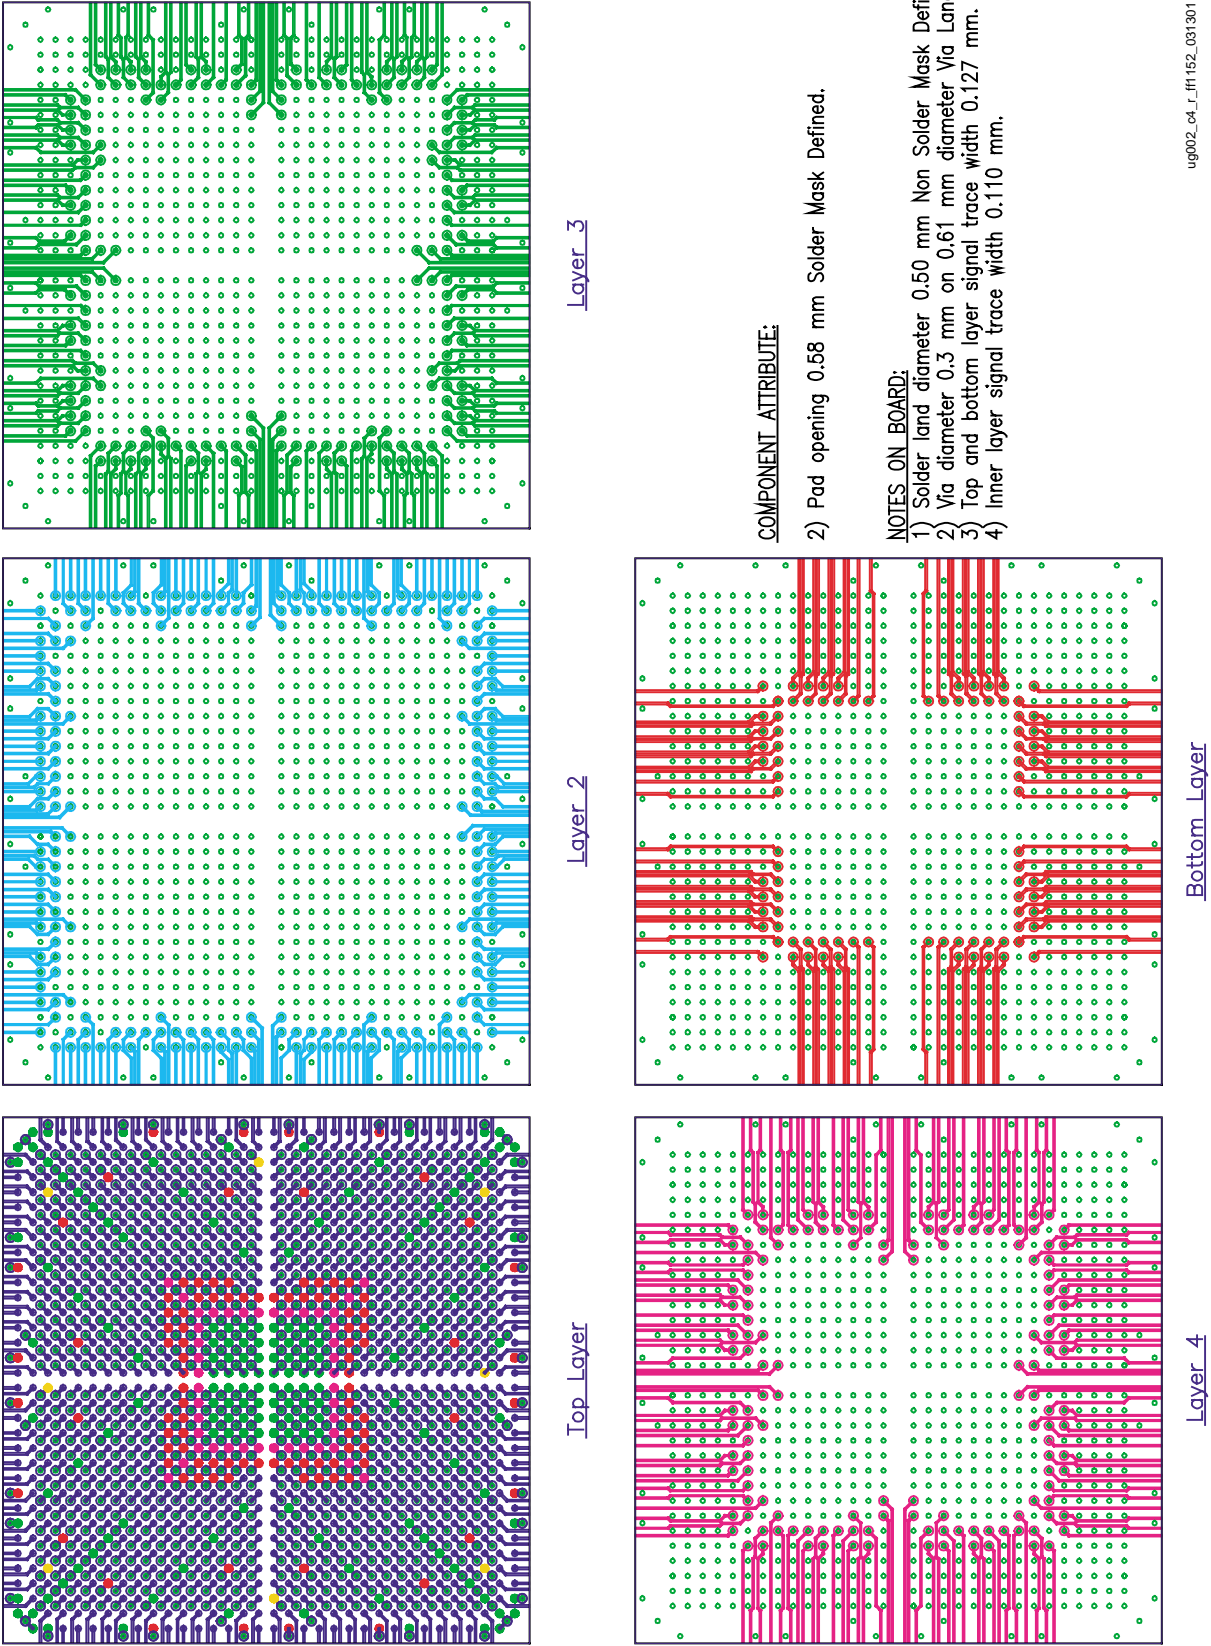 Top Layer
Layer 2
Layer 3
Layer 4
Bottom Layer
COMPONENT ATTRIBUTE:
2) Pad opening 0.58 mm Solder Mask Defined.
NOTES ON BOARD:
1) Solder land diameter 0.50 mm Non Solder Mask Defi
2) Via diameter 0.3 mm on 0.61 mm diameter Via Lan
3) Top and bottom layer signal trace width 0.127 mm.
4) Inner layer signal trace width 0.110 mm.
ug002_c4_r_ff1152_031301